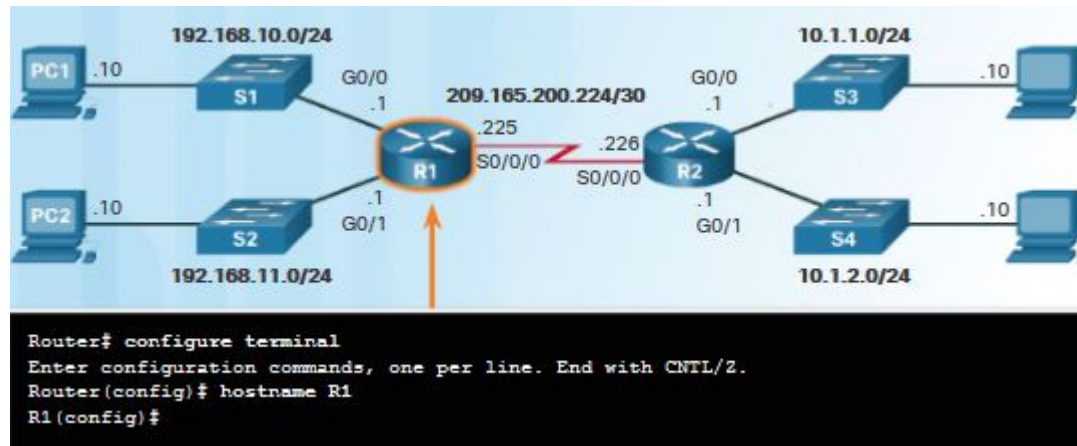 192.168.10.0/24
10.1.1.0/24
PC1
.10
S1
G0/0
.1
209.165.200.224/30
G0/0
.1
S3
.10
.225
.226
R1
S0/0/0
S0/0/0
R2
PC2
.10
S2
.1
G0/1
.1
G0/1
S4
.10
192.168.11.0/24
10.1.2.0/24
Router# configure terminal
Enter configuration commands, one per line. End with CNTL/Z.
Router(config)# hostname R1
R1(config)#